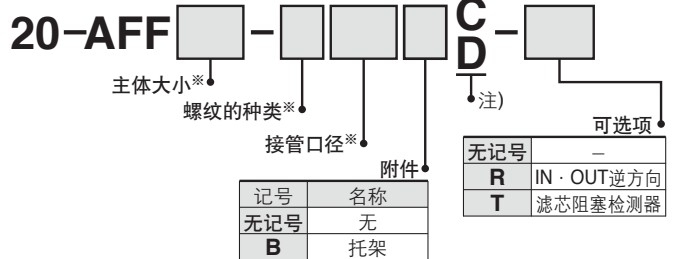 20-AFF - C
D -
主体大小※
注)
螺纹的种类※
接管口径※
附件
可选项
无记号 –
R IN · OUT逆方向
T 滤芯阻塞检测器
记号 名称
无记号 无
B 托架